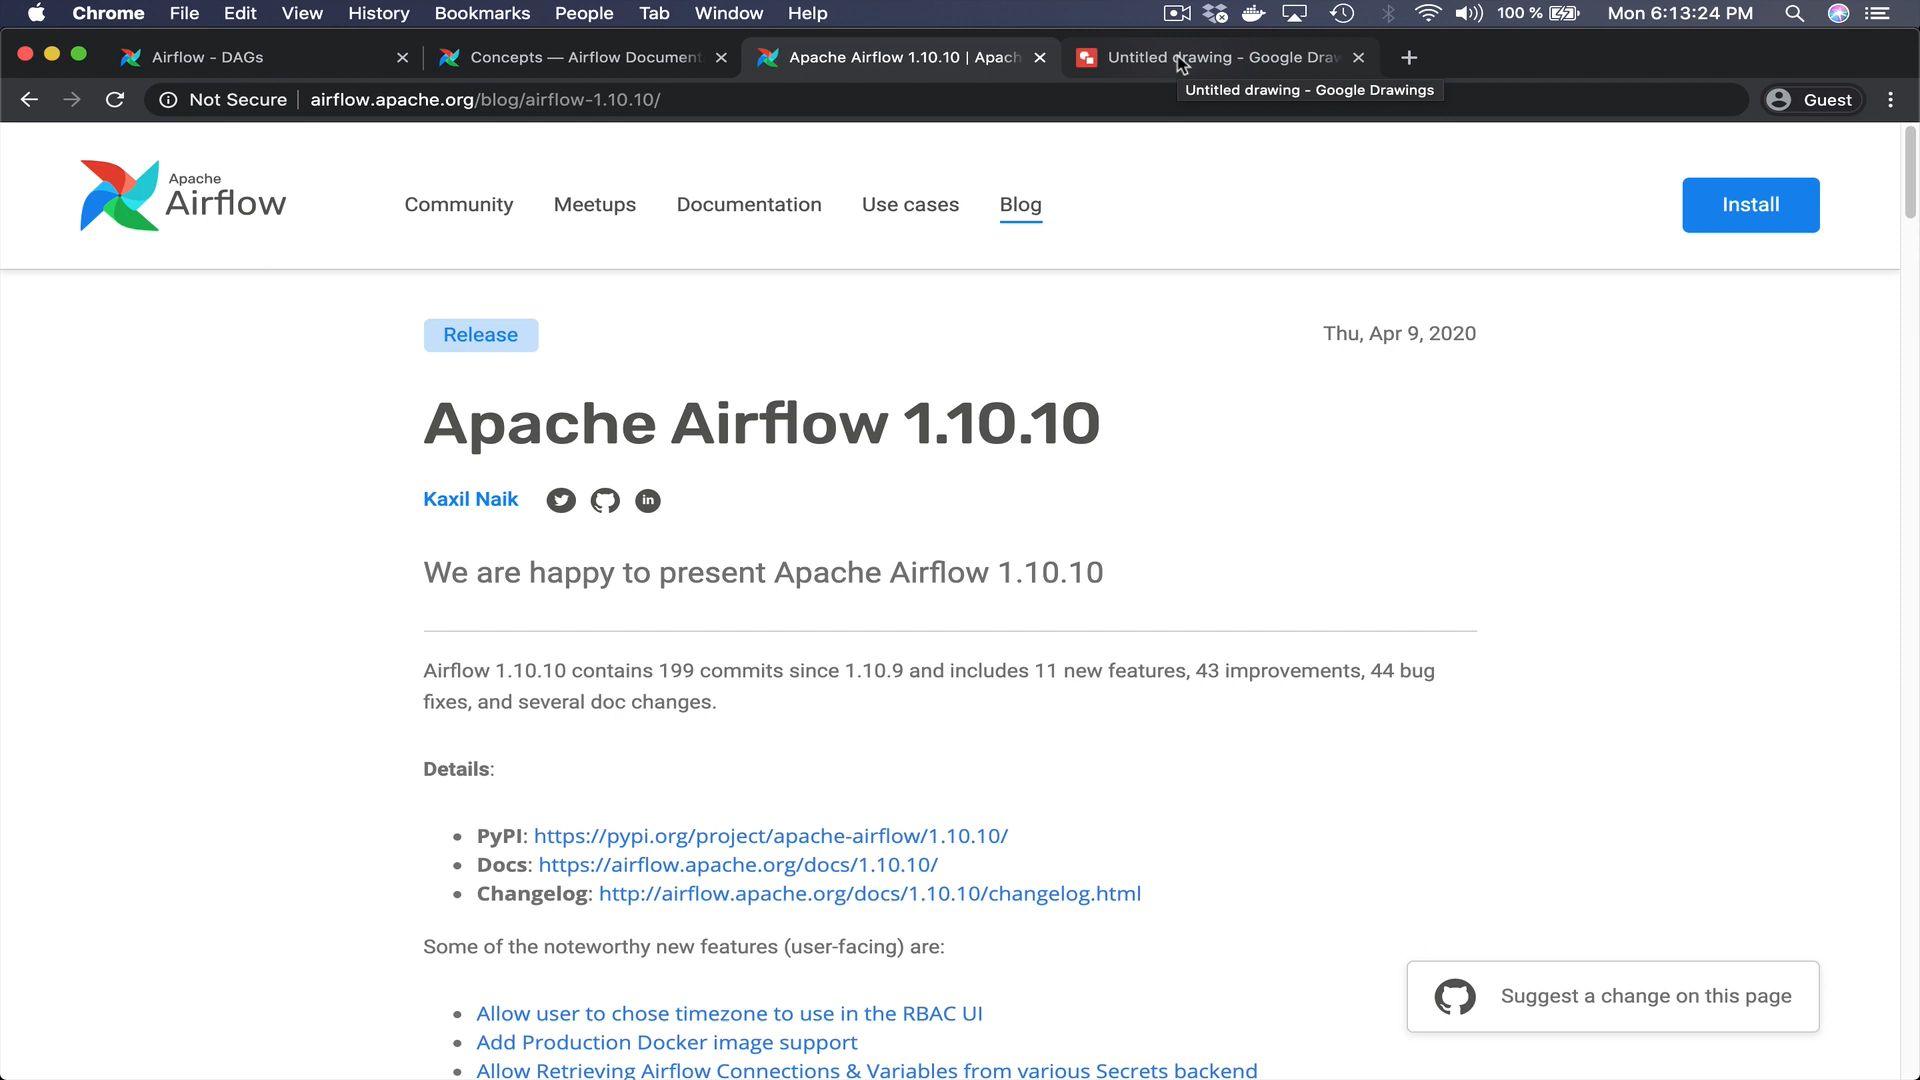 Chrome File Edit View History Bookmarks People Tab Window Help 100 % Mon 6:13:24 PM
Airflow - DAGs Concepts — Airflow Document Apache Airflow 1.10.10 | Apach Untitled drawing - Google Draw
Not Secure airflow.apache.org/blog/airflow-1.10.10/ Guest
Untitled drawing - Google Drawings
Apache
Airflow
Community Meetups Documentation Use cases Blog Install
Release Thu, Apr 9, 2020
Apache Airflow 1.10.10
Kaxil Naik
We are happy to present Apache Airflow 1.10.10
Airflow 1.10.10 contains 199 commits since 1.10.9 and includes 11 new features, 43 improvements, 44 bug
fixes, and several doc changes.
Details:
• PyPI: https://pypi.org/project/apache-airflow/1.10.10/
• Docs: https://airflow.apache.org/docs/1.10.10/
• Changelog: http://airflow.apache.org/docs/1.10.10/changelog.html
Some of the noteworthy new features (user-facing) are:
• Allow user to chose timezone to use in the RBAC UI
• Add Production Docker image support
• Allow Retrieving Airflow Connections & Variables from various Secrets backend
Suggest a change on this page